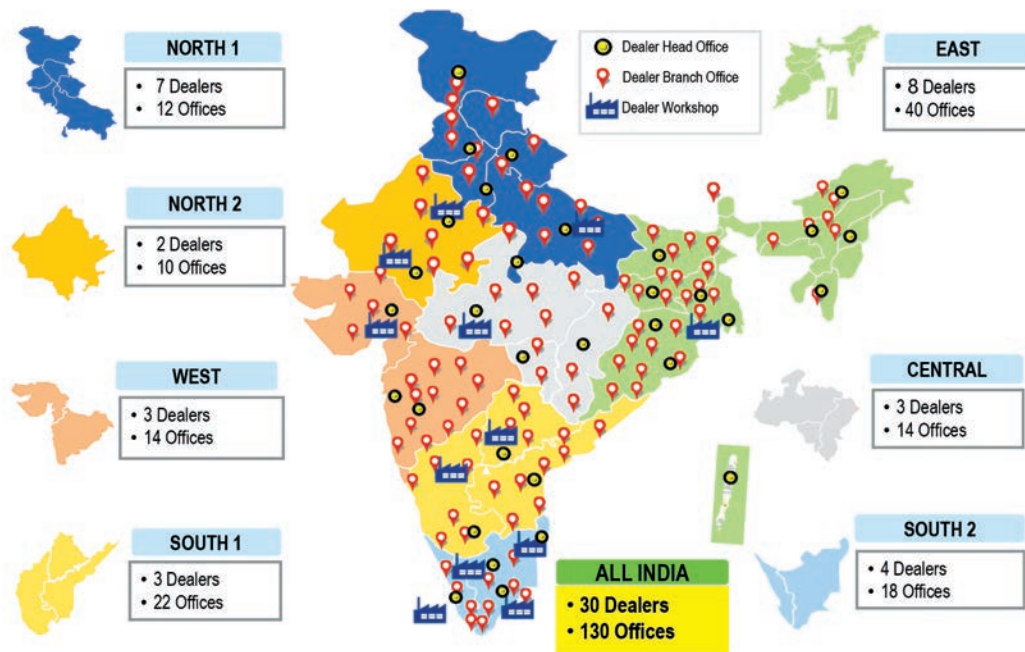 NORTH 1
• 7 Dealers
• 12 Offices
Dealer Head Office
Dealer Branch Office
Dealer Workshop
EAST
• 8 Dealers
• 40 Offices
NORTH 2
• 2 Dealers
• 10 Offices
WEST
• 3 Dealers
• 14 Offices
CENTRAL
• 3 Dealers
• 14 Offices
SOUTH 1
• 3 Dealers
• 22 Offices
ALL INDIA
• 30 Dealers
• 130 Offices
SOUTH 2
• 4 Dealers
• 18 Offices